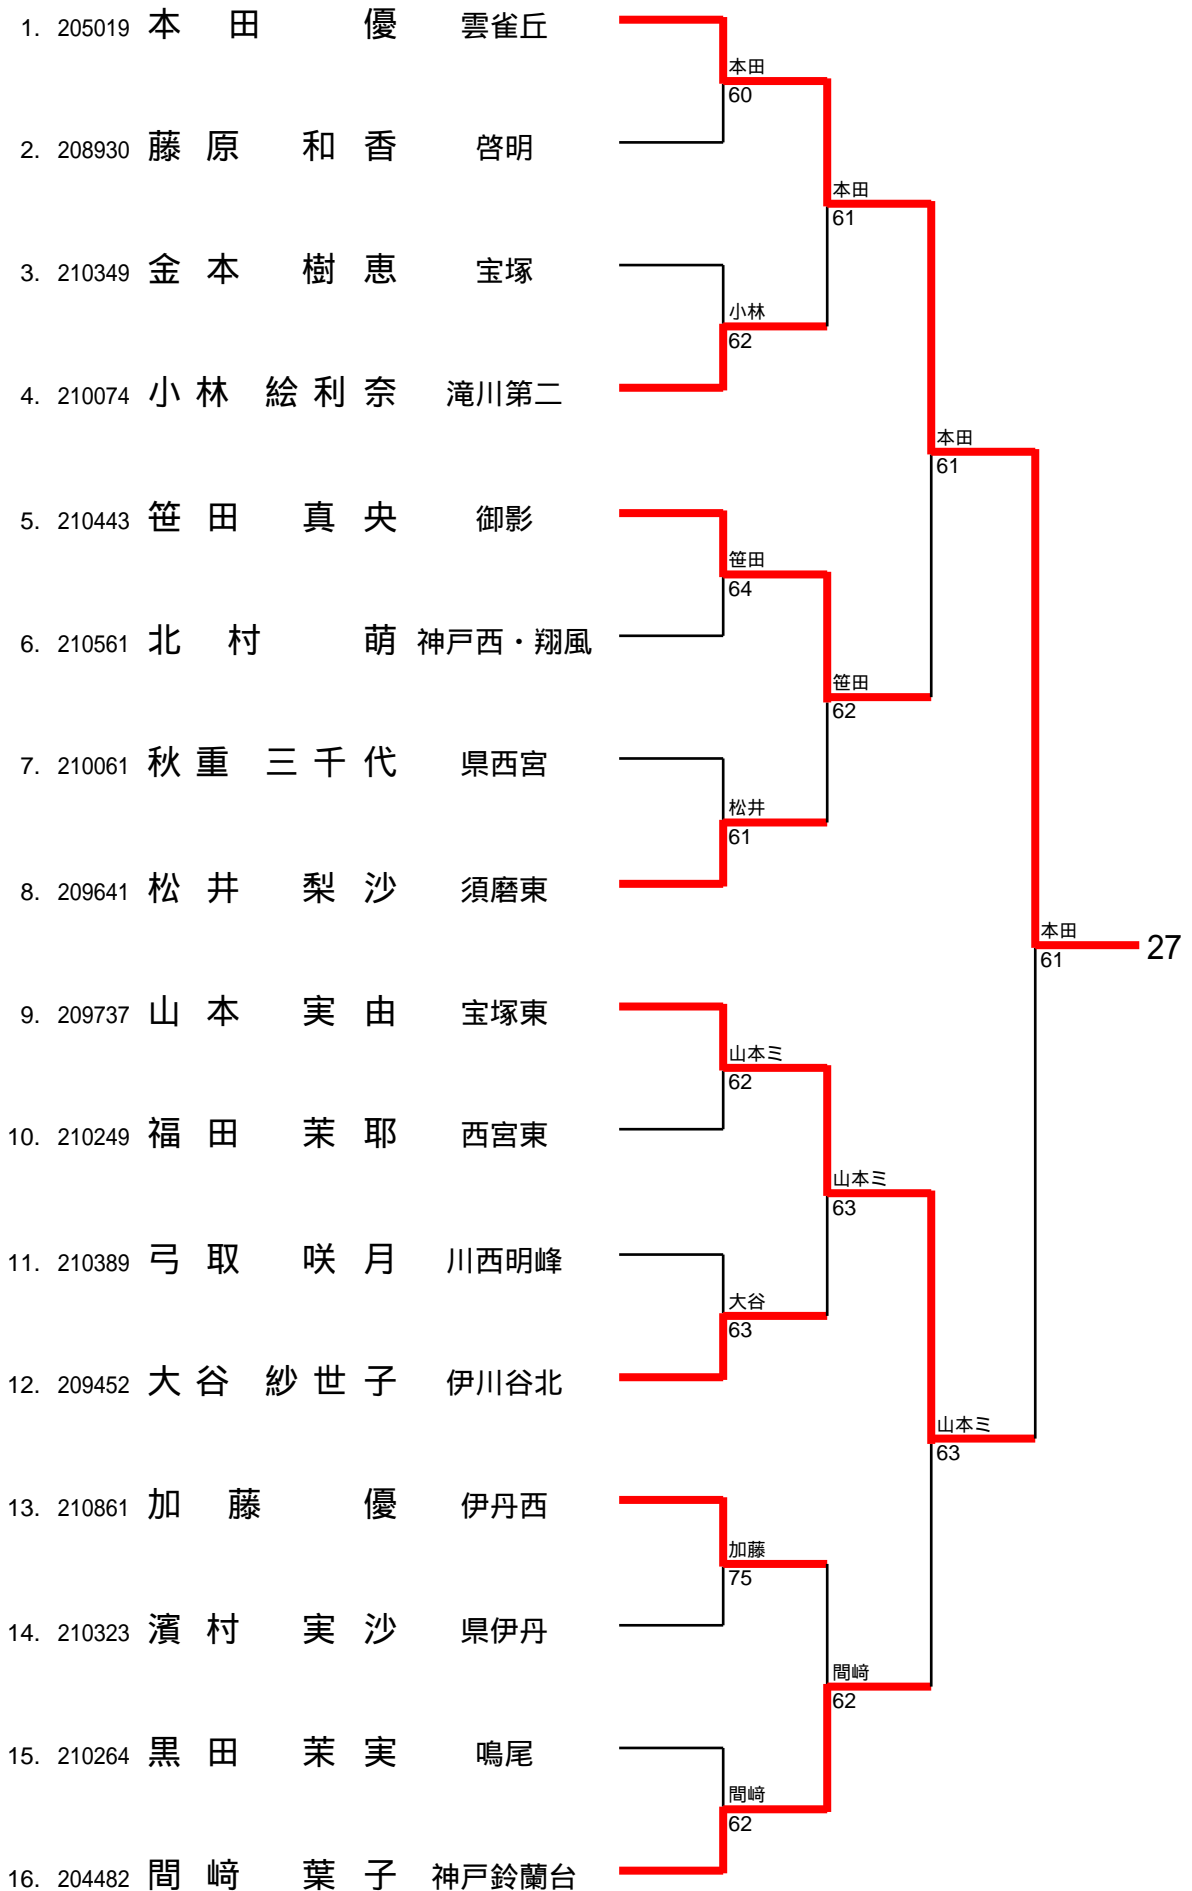 1. 205019 本田 優 雲雀丘
本田
60
2. 208930 藤原 和香 啓明
本田
61
3. 210349 金本 樹恵 宝塚
小林
62
4. 210074 小林 絵利奈 滝川第二
本田
61
5. 210443 笹田 真央 御影
笹田
64
6. 210561 北村 萌 神戸西・翔風
笹田
62
7. 210061 秋重 三千代 県西宮
松井
61
8. 209641 松井 梨沙 須磨東
本田
61
27
9. 209737 山本 実由 宝塚東
山本ミ
62
10. 210249 福田 茉耶 西宮東
山本ミ
63
11. 210389 弓取 咲月 川西明峰
大谷
63
12. 209452 大谷 紗世子 伊川谷北
山本ミ
63
13. 210861 加藤 優 伊丹西
加藤
75
14. 210323 濱村 実沙 県伊丹
間﨑
62
15. 210264 黒田 茉実 鳴尾
間﨑
62
16. 204482 間﨑 葉子 神戸鈴蘭台